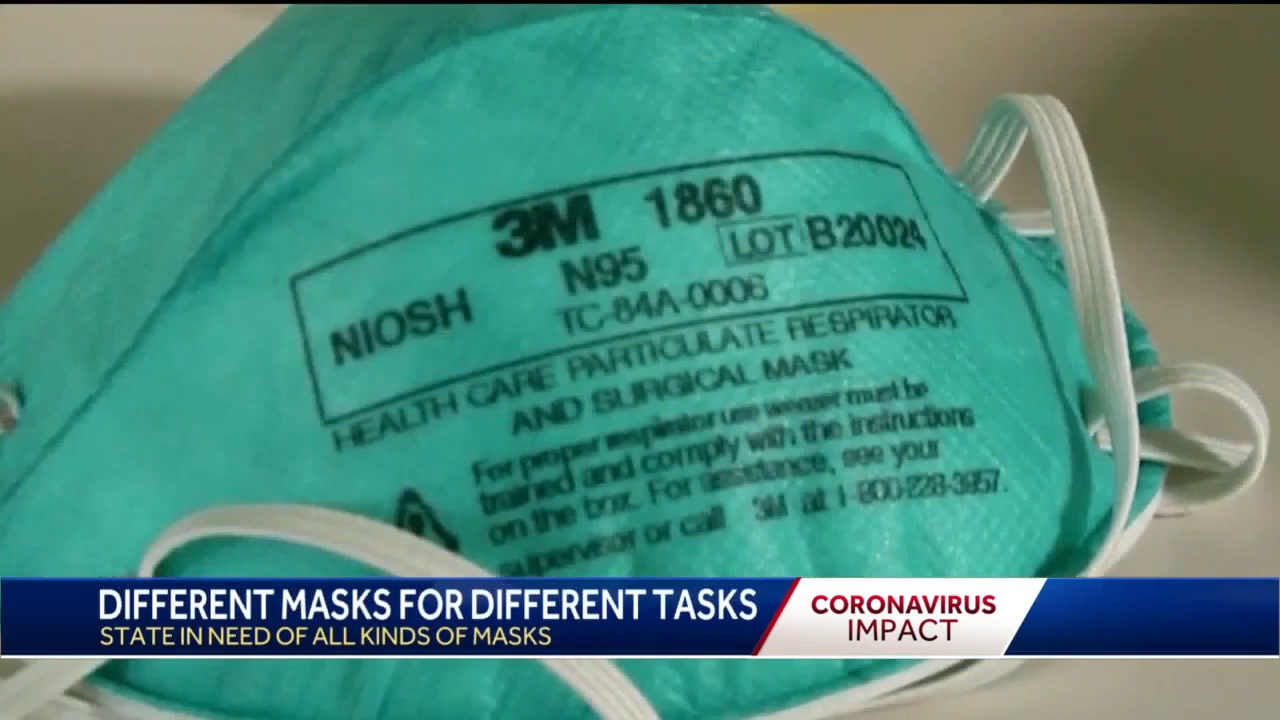 3M 1860
LOT B20024
N95
NIOSH
TC-84A-0006
HEALTH CARE PARTICULATE RESPIRATOR
AND SURGICAL MASK
For proper respirator use wearer must be
trained and comply with the instructions
on the box. For assistance, see your
supervisor or call 3M at 1-800-228-3957.
DIFFERENT MASKS FOR DIFFERENT TASKS
STATE IN NEED OF ALL KINDS OF MASKS
CORONAVIRUS
IMPACT